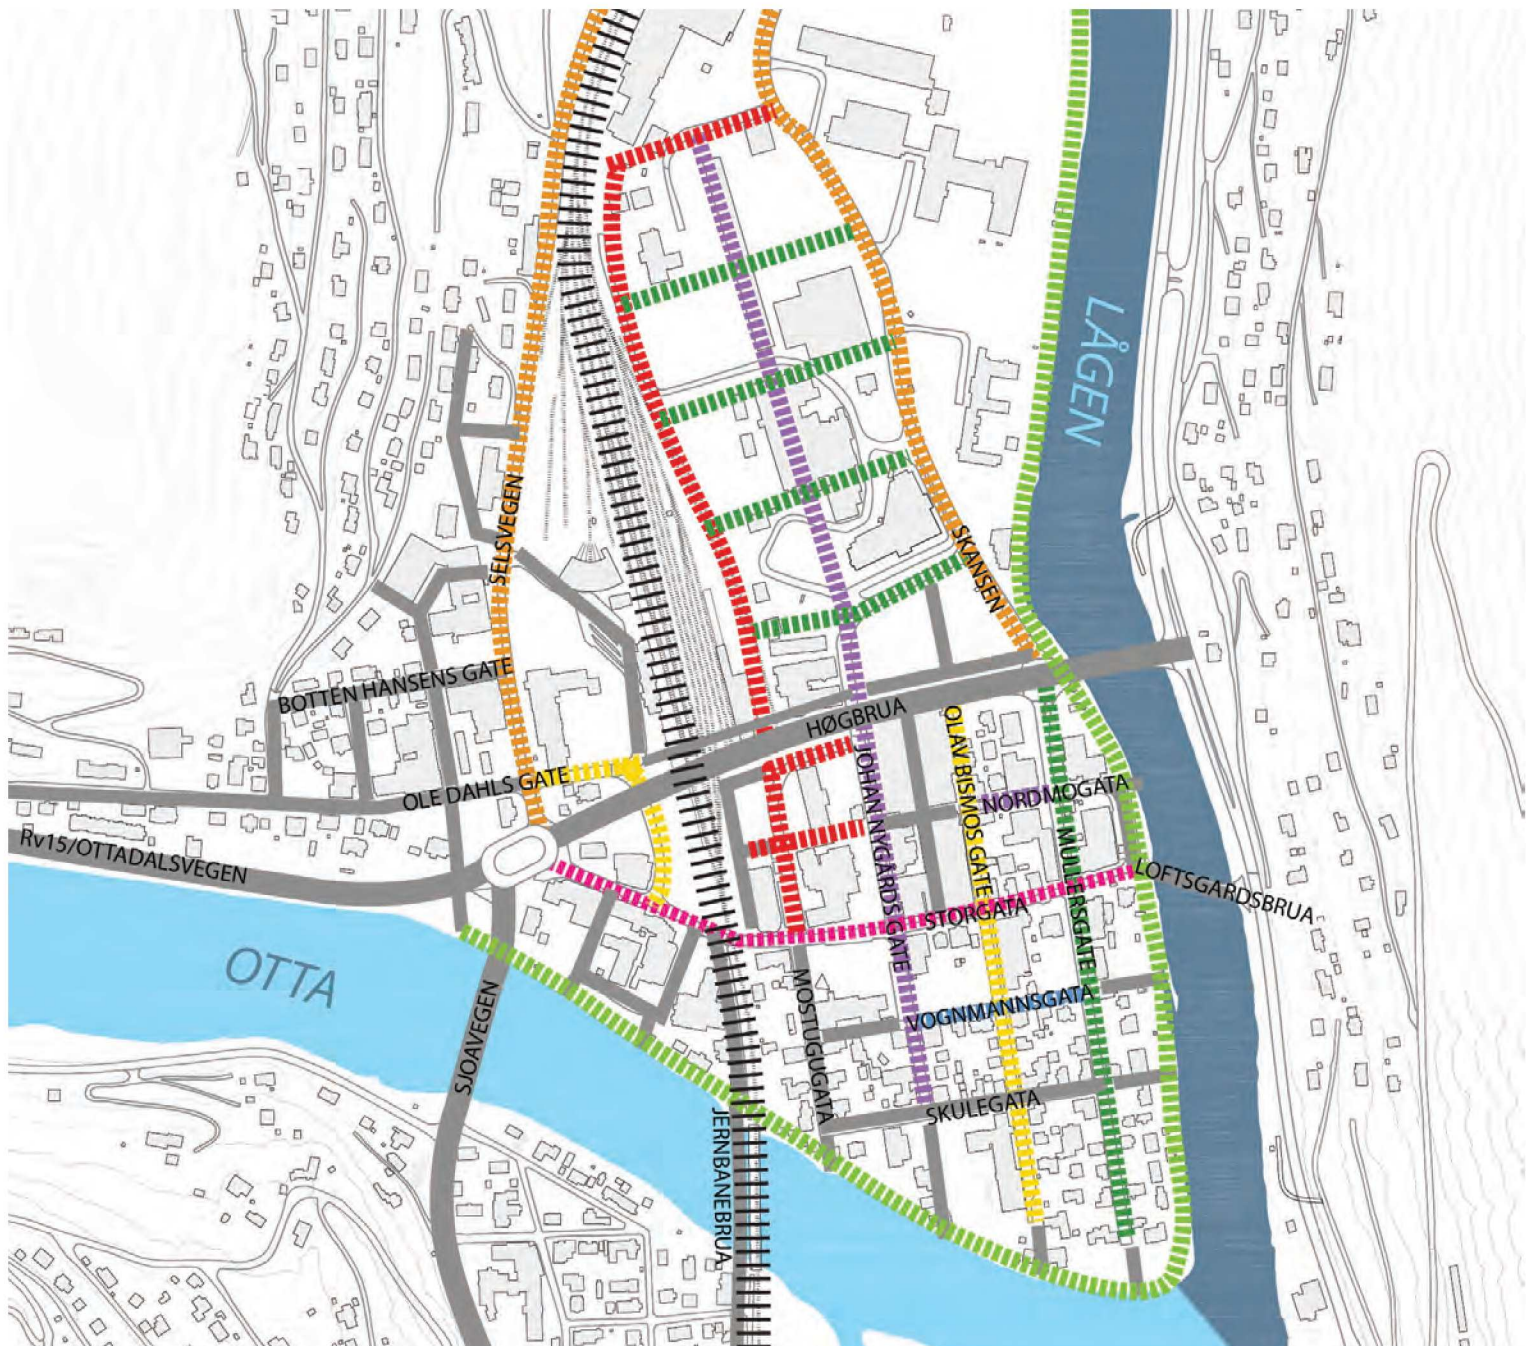 LÅGEN
SELSVEGEN
SKANSEN
BOTTEN HANSENS GATE
HØGBRUA
OLAV BISMOS GATE
JOHAN NYGÅRDS GATE
OLE DAHLS GATE
NORDMOGATA
Rv15/OTTADALSVEGEN
MÜLLERSGATE
LOFTSGARDSBRUA
STORGATA
OTTA
MOSTUGUGATA
VOGNMANNSGATA
SJOAVEGEN
SKULEGATA
JERNBANEBRUA